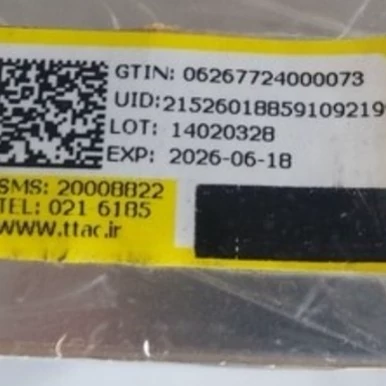 GTIN: 06267724000073
UID:21526018859109219
LOT: 14020328
EXP: 2026-06-18
SMS: 20008822
TEL: 021-6185
www.ttac.ir